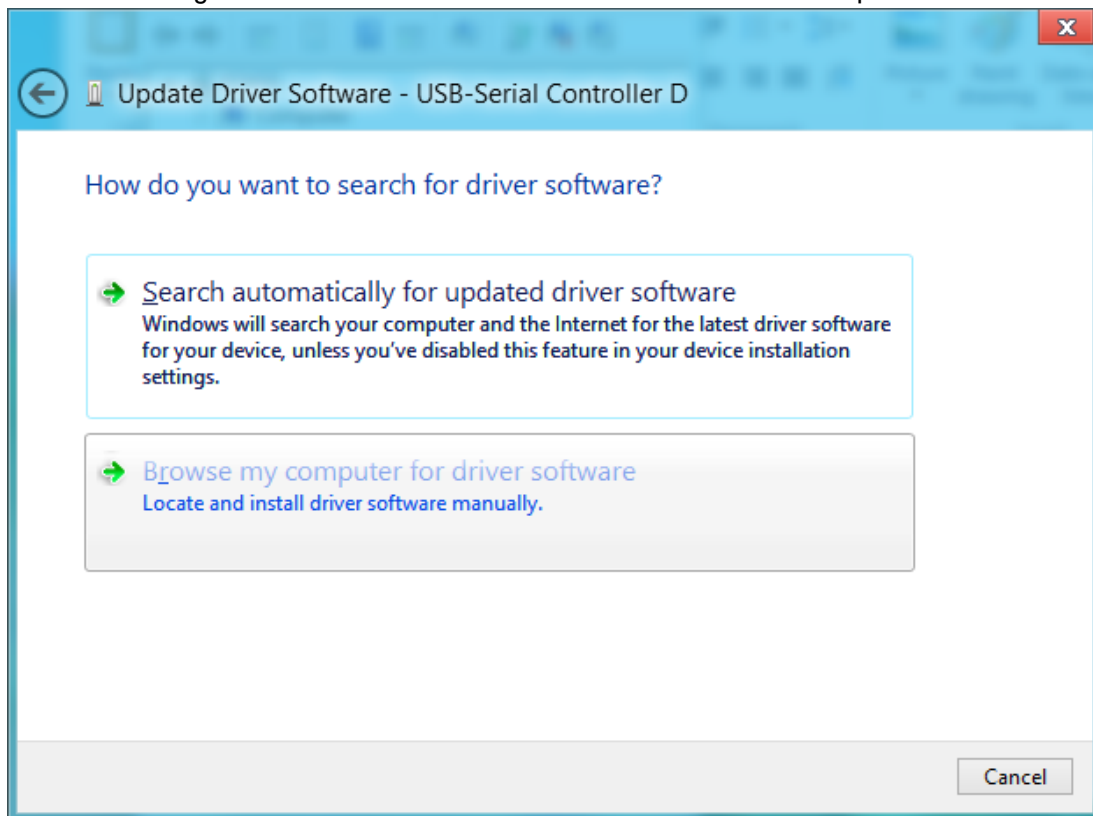 Update Driver Software - USB-Serial Controller D
How do you want to search for driver software?
Search automatically for updated driver software
Windows will search your computer and the Internet for the latest driver software
for your device, unless you've disabled this feature in your device installation
settings.
Browse my computer for driver software
Locate and install driver software manually.
Cancel